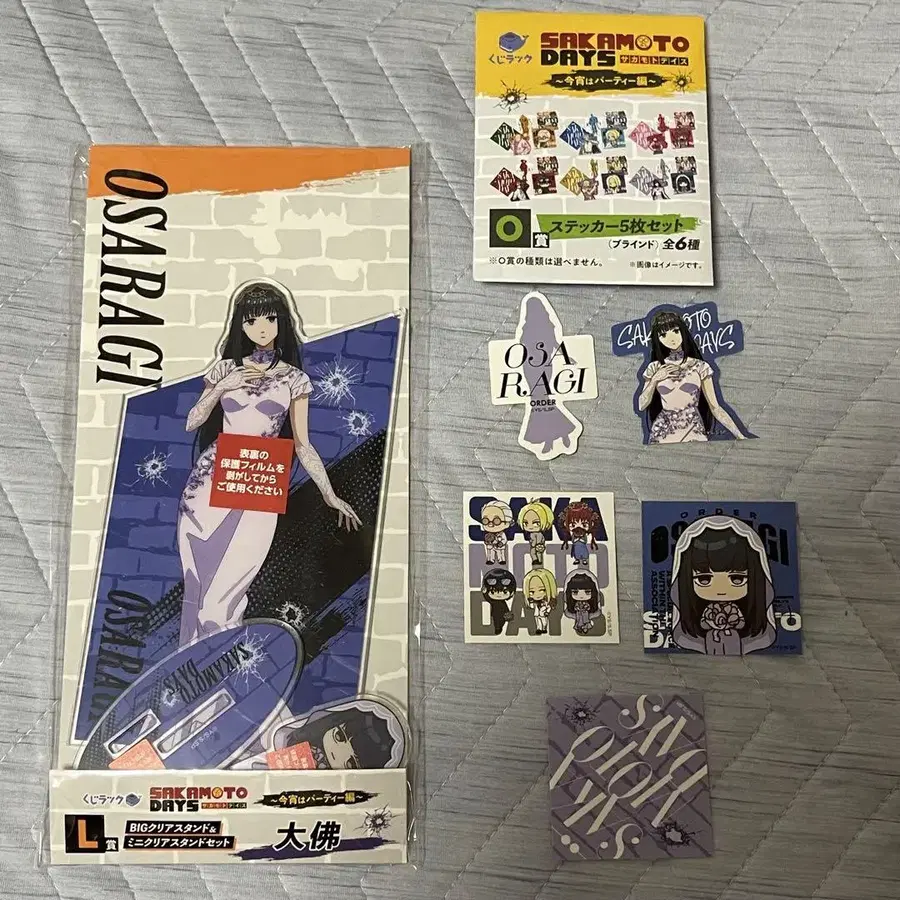 OSARAGI
表裏の
保護フィルムを
剥がしてから
ご使用ください
OSARAGI
SAKAMOTO
DAYS
くじラック
SAKAMOTO
DAYS
サカモトデイズ
～今宵はパーティー編～
L賞
BIGクリアスタンド&
ミニクリアスタンドセット
大佛
くじラック
SAKAMOTO
DAYS
サカモトデイズ
～今宵はパーティー編～
O賞
ステッカー5枚セット
(ブラインド) 全6種
※O賞の種類は選べません。
※画像はイメージです。
OSA
RAGI
ORDER
SAKAMOTO
DAYS
SAKA
MOTO
DAYS
ORDER
OSARAGI
SAKAMOTO
DAYS